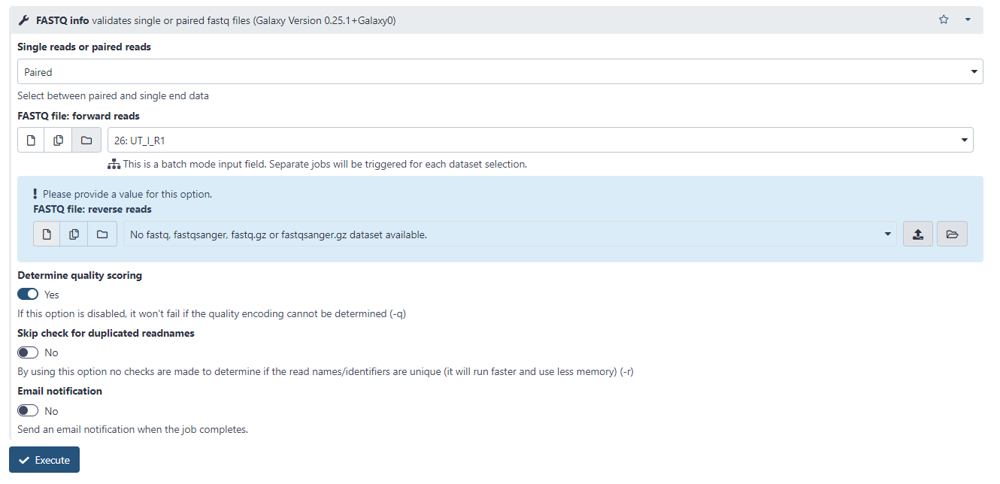 FASTQ info validates single or paired fastq files (Galaxy Version 0.25.1+Galaxy0)
Single reads or paired reads
Paired
Select between paired and single end data
FASTQ file: forward reads
26: UT_I_R1
This is a batch mode input field. Separate jobs will be triggered for each dataset selection.
! Please provide a value for this option.
FASTQ file: reverse reads
No fastq, fastqsanger, fastq.gz or fastqsanger.gz dataset available.
Determine quality scoring
Yes
If this option is disabled, it won't fail if the quality encoding cannot be determined (-q)
Skip check for duplicated readnames
No
By using this option no checks are made to determine if the read names/identifiers are unique (it will run faster and use less memory) (-r)
Email notification
No
Send an email notification when the job completes.
Execute